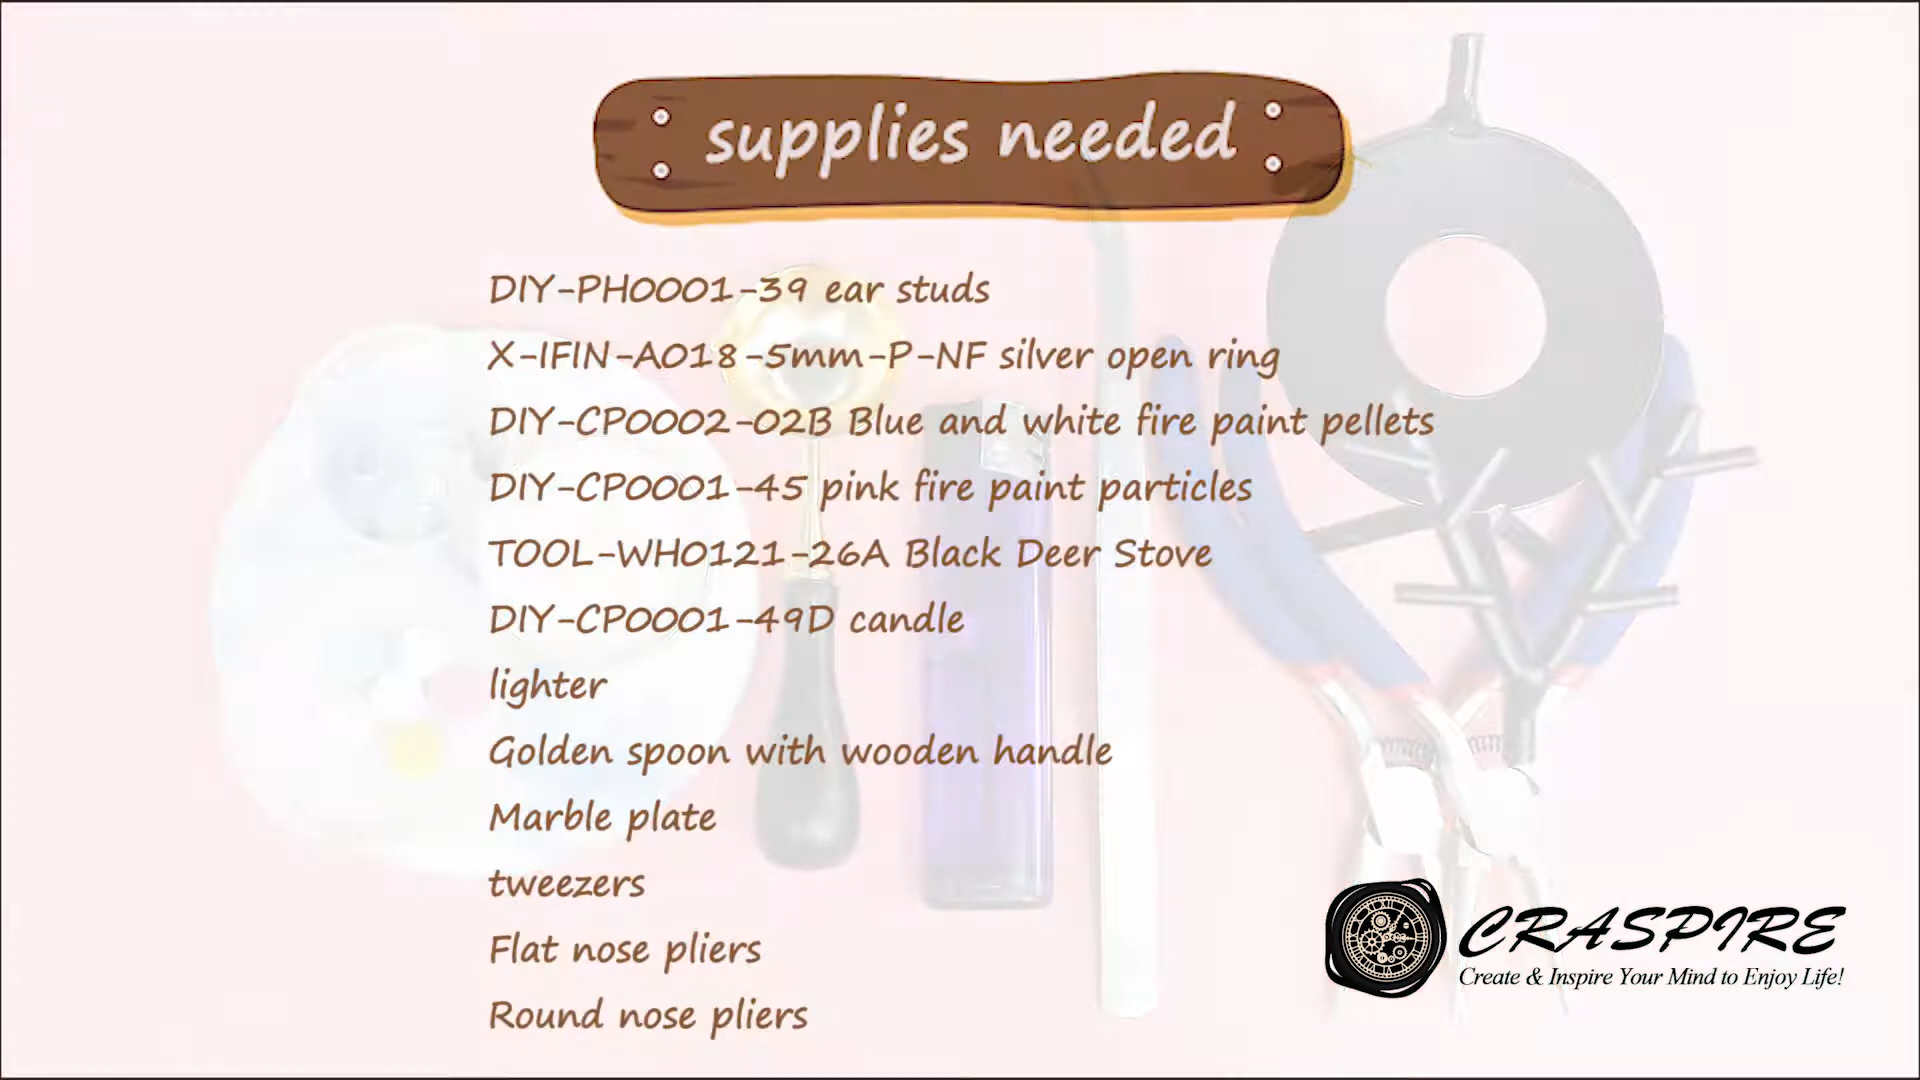 supplies needed
DIY-PH0001-39 ear studs
X-IFIN-A018-5mm-P-NF silver open ring
DIY-CP0002-02B Blue and white fire paint pellets
DIY-CP0001-45 pink fire paint particles
TOOL-WH0121-26A Black Deer Stove
DIY-CP0001-49D candle
lighter
Golden spoon with wooden handle
Marble plate
tweezers
Flat nose pliers
Round nose pliers
CRASPIRE
Create & Inspire Your Mind to Enjoy Life!